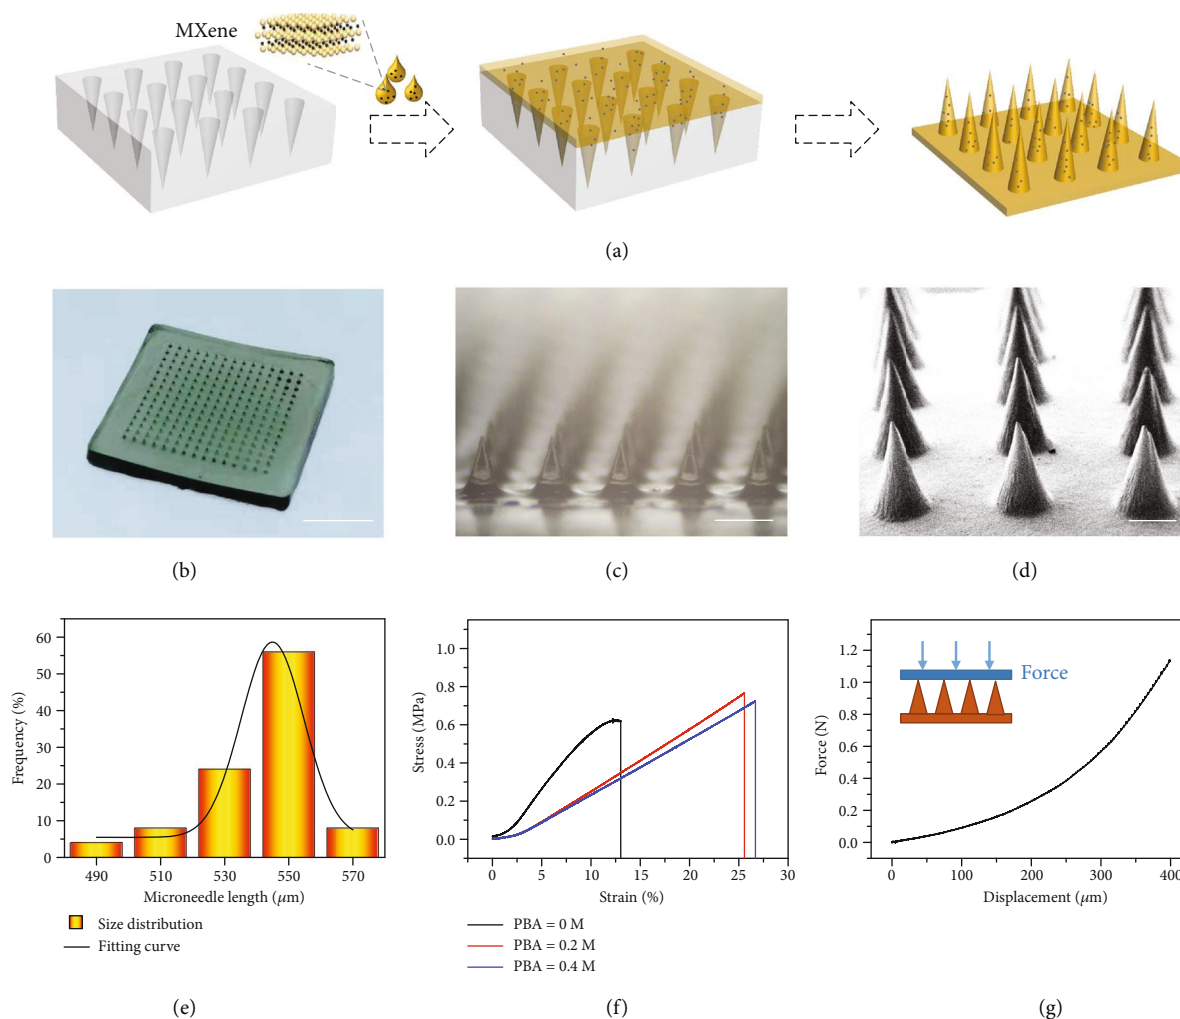 MXene
(a)
(b)
(c)
(d)
Frequency (%)
60
50
40
30
20
10
0
490 510 530 550 570
Microneedle length (μm)
Size distribution
Fitting curve
(e)
Stress (MPa)
1.0
0.8
0.6
0.4
0.2
0.0
0 5 10 15 20 25 30
Strain (%)
PBA = 0 M
PBA = 0.2 M
PBA = 0.4 M
(f)
Force (N)
1.2
1.0
0.8
0.6
0.4
0.2
0.0
Force
0 100 200 300 400
Displacement (μm)
(g)